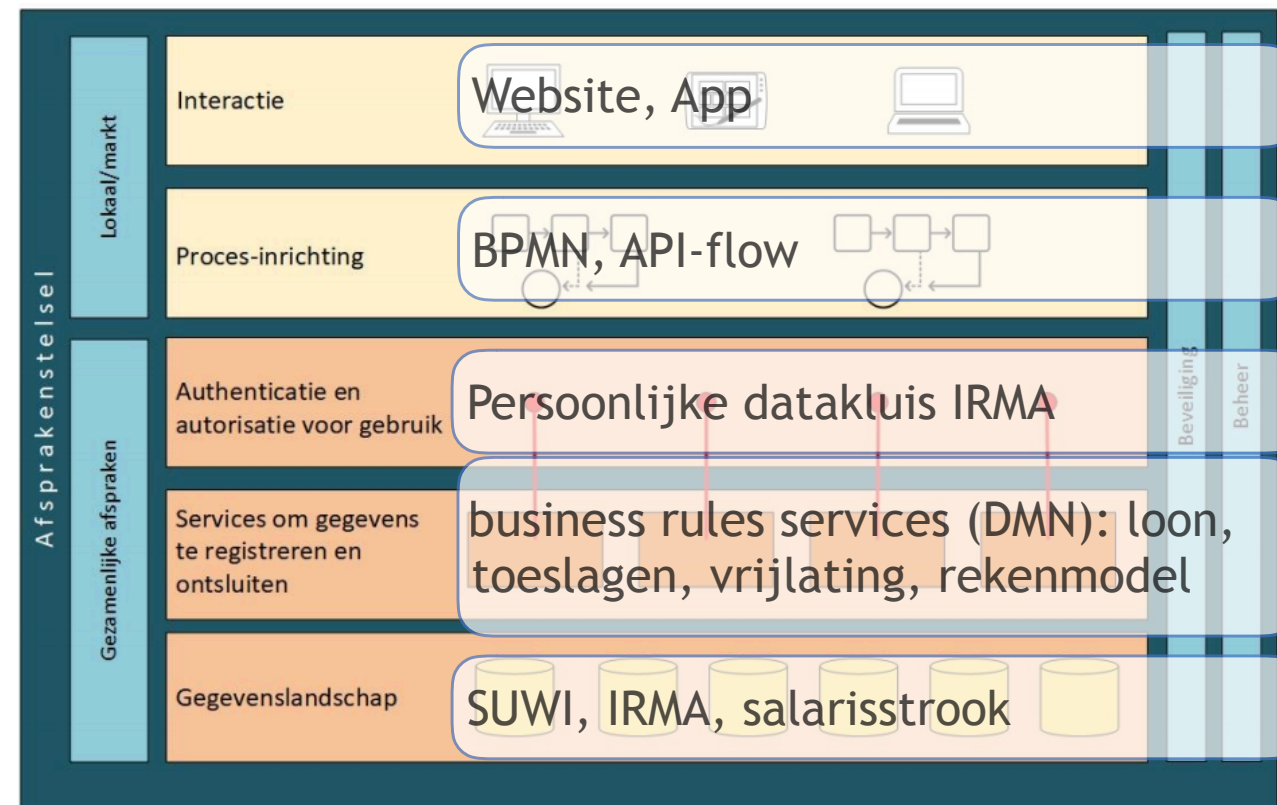 Afsprakenstelsel
Lokaal/markt
Interactie
Website, App
Proces-inrichting
BPMN, API-flow
Gezamenlijke afspraken
Authenticatie en
autorisatie voor gebruik
Persoonlijke datakluis IRMA
Services om gegevens
te registreren en
ontsluiten
business rules services (DMN): loon,
toeslagen, vrijlating, rekenmodel
Gegevenslandschap
SUWI, IRMA, salarisstrook
Beveiliging
Beheer